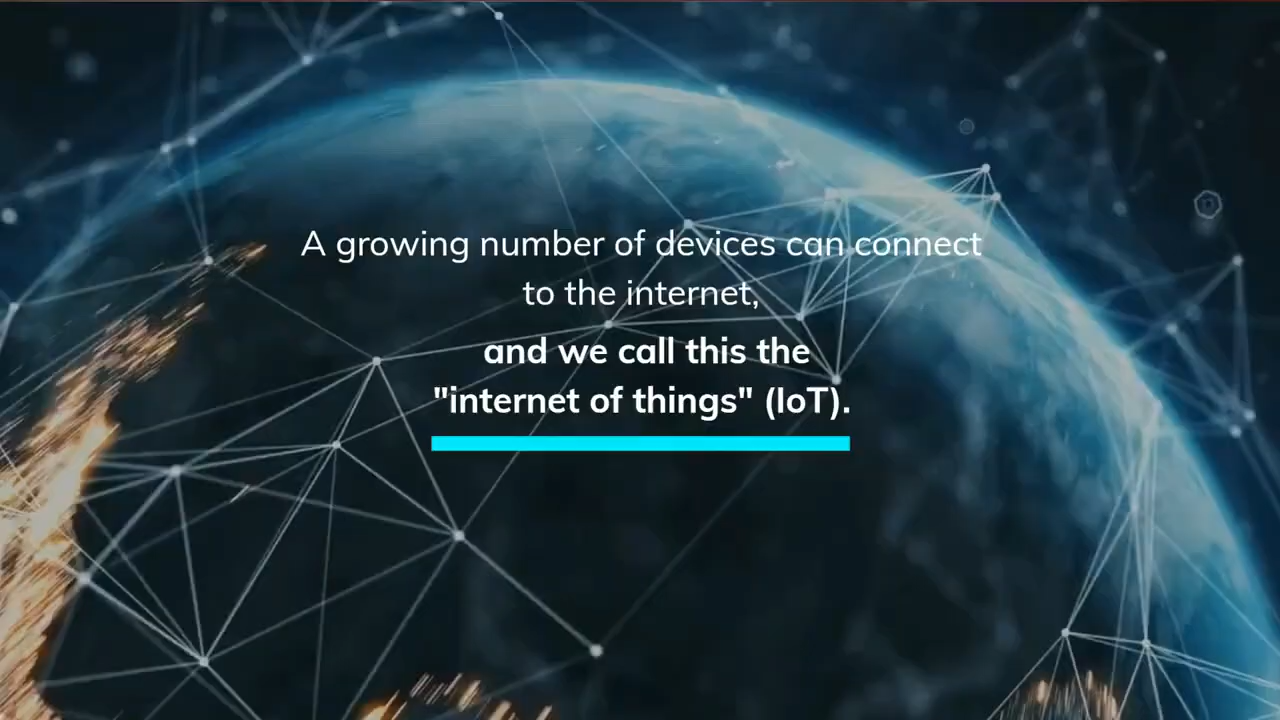 A growing number of devices can connect
to the internet,
and we call this the
"internet of things" (IoT).